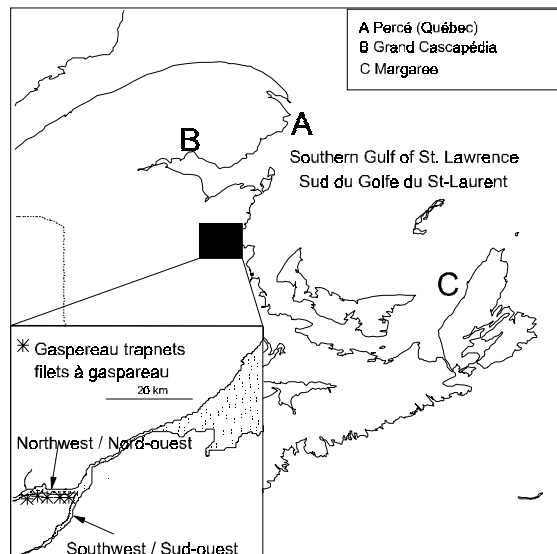 A Percé (Québec)
B Grand Cascapédia
C Margaree
A
B
Southern Gulf of St. Lawrence
Sud du Golfe du St-Laurent
C
Gaspereau trapnets
filets à gaspareau
20 km
Northwest / Nord-ouest
Southwest / Sud-ouest